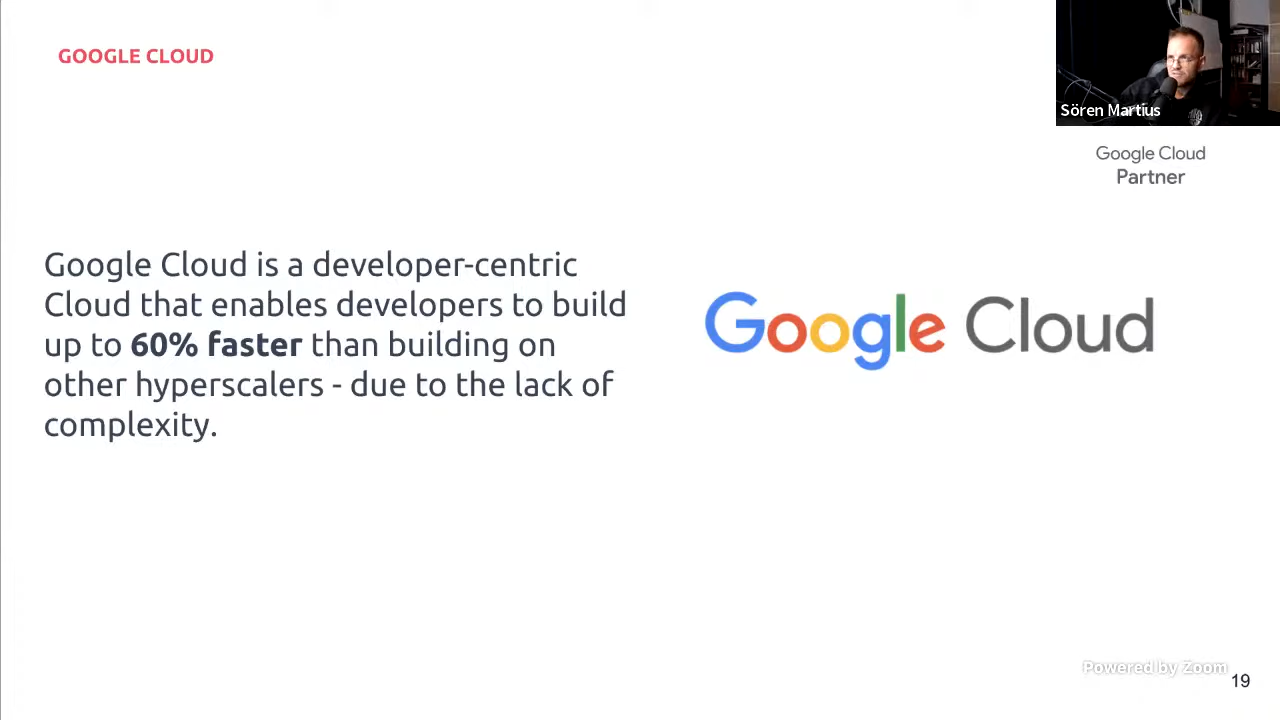 GOOGLE CLOUD
Sören Martius
Google Cloud
Partner
Google Cloud is a developer-centric
Cloud that enables developers to build
up to 60% faster than building on
other hyperscalers - due to the lack of
complexity.
Google Cloud
Powered by Zoom
19